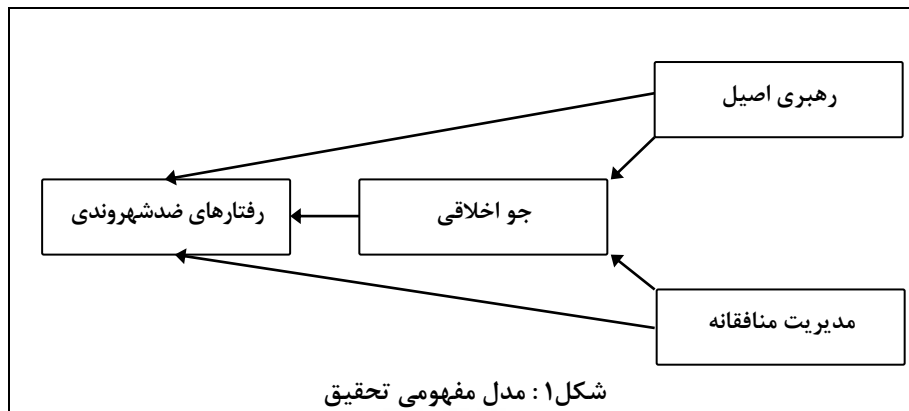 رهبری اصیل
جو اخلاقی
رفتارهای ضدشهروندی
مدیریت منافقانه
شکل۱: مدل مفهومی تحقیق